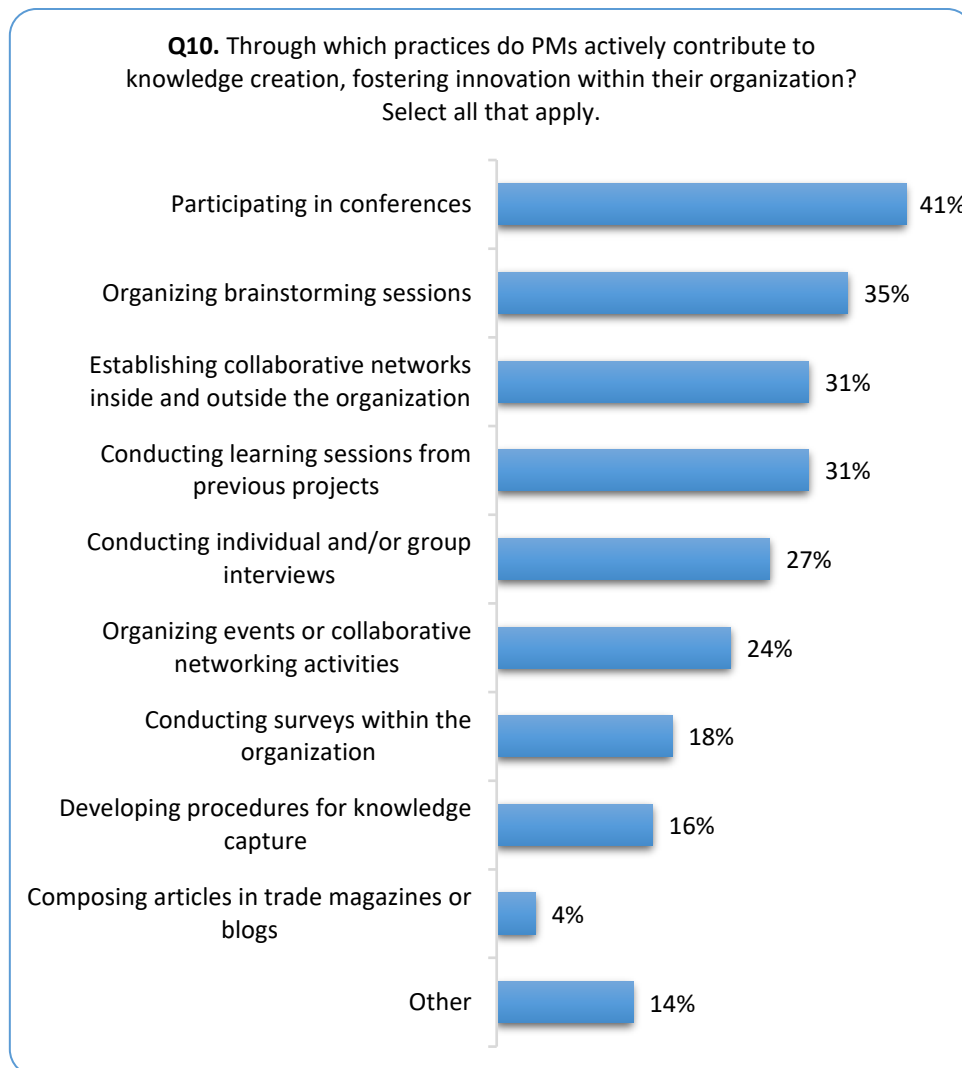 Q10. Through which practices do PMs actively contribute to
knowledge creation, fostering innovation within their organization?
Select all that apply.
Participating in conferences
41%
Organizing brainstorming sessions
35%
Establishing collaborative networks
inside and outside the organization
31%
Conducting learning sessions from
previous projects
31%
Conducting individual and/or group
interviews
27%
Organizing events or collaborative
networking activities
24%
Conducting surveys within the
organization
18%
Developing procedures for knowledge
capture
16%
Composing articles in trade magazines or
blogs
4%
Other
14%